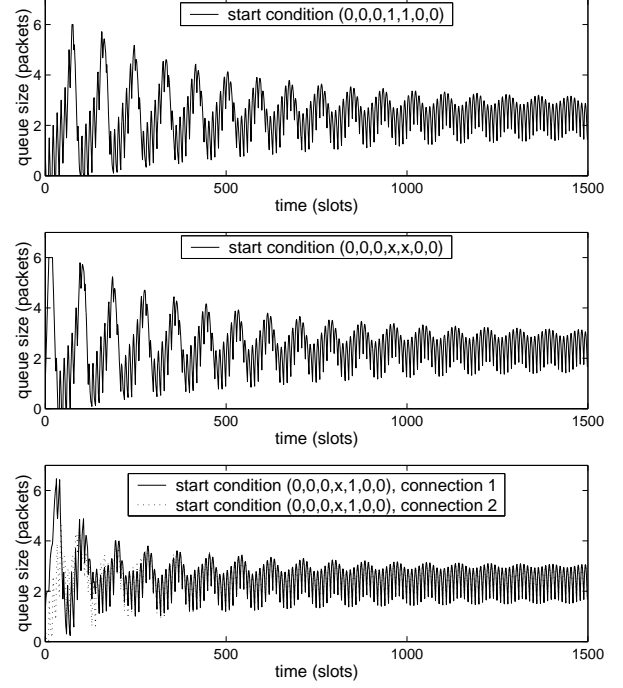 start condition (0,0,0,1,1,0,0)
queue size (packets)
6
4
2
0
0 500 1000 1500
time (slots)
start condition (0,0,0,x,x,0,0)
queue size (packets)
6
4
2
0
0 500 1000 1500
time (slots)
start condition (0,0,0,x,1,0,0), connection 1
start condition (0,0,0,x,1,0,0), connection 2
queue size (packets)
6
4
2
0
0 500 1000 1500
time (slots)